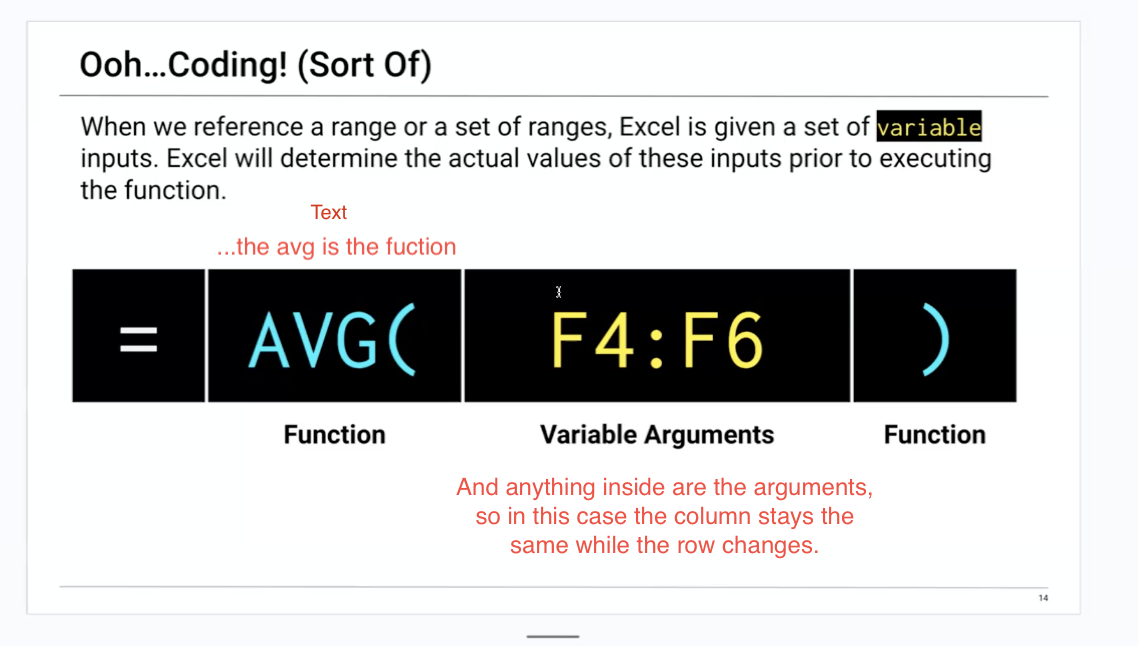 Ooh...Coding! (Sort Of)
When we reference a range or a set of ranges, Excel is given a set of variable
inputs. Excel will determine the actual values of these inputs prior to executing
the function.
Text
...the avg is the fuction
= AVG( F4:F6 )
Function Variable Arguments Function
And anything inside are the arguments,
so in this case the column stays the
same while the row changes.
14